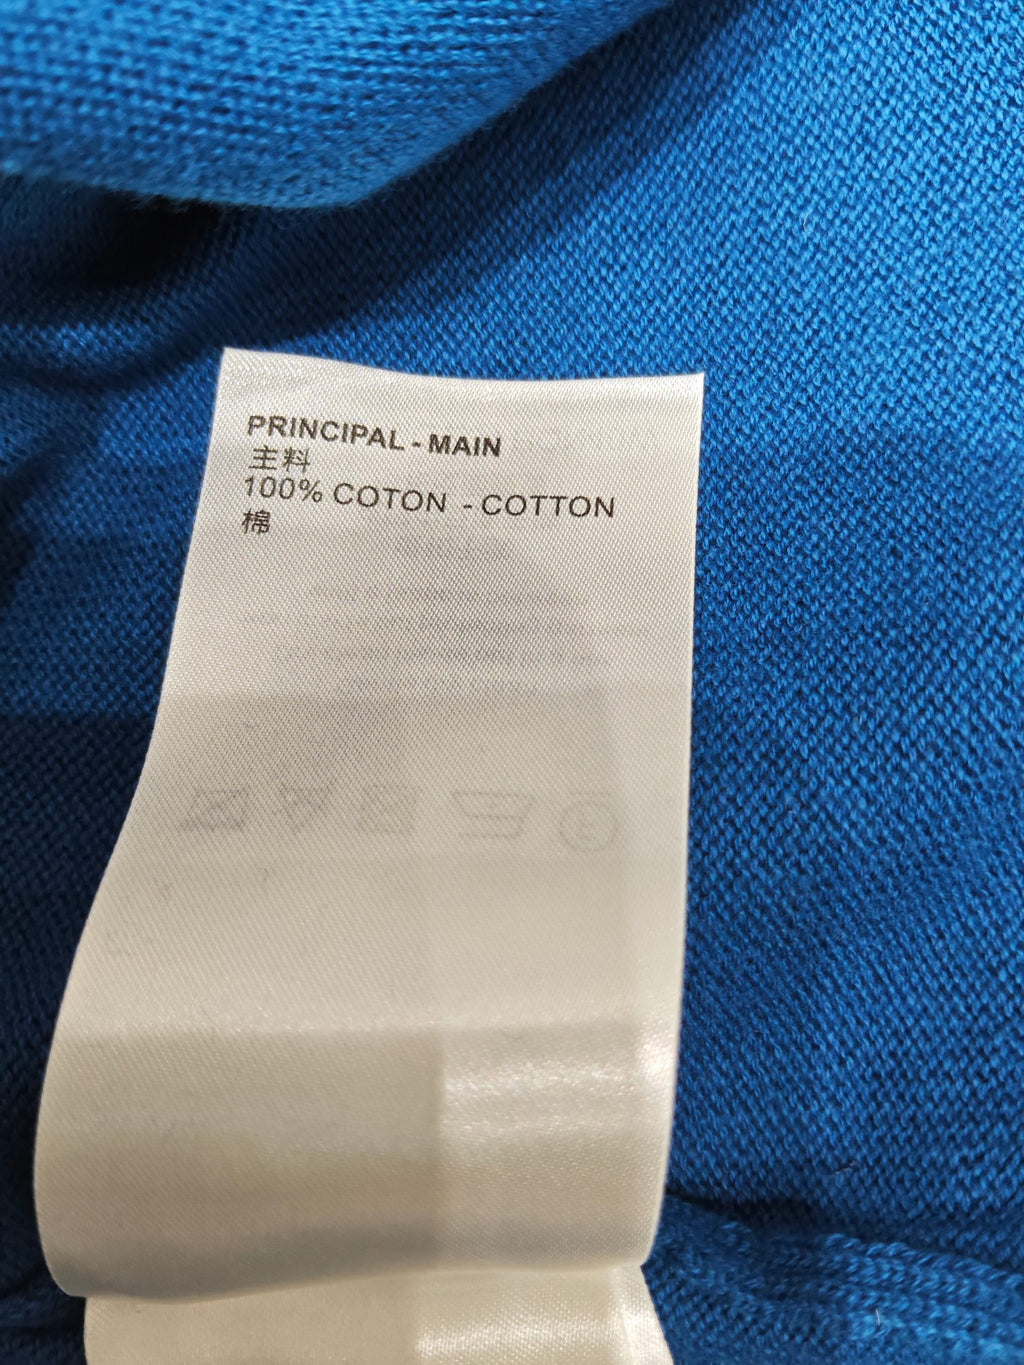 PRINCIPAL - MAIN
主料
100% COTON - COTTON
棉